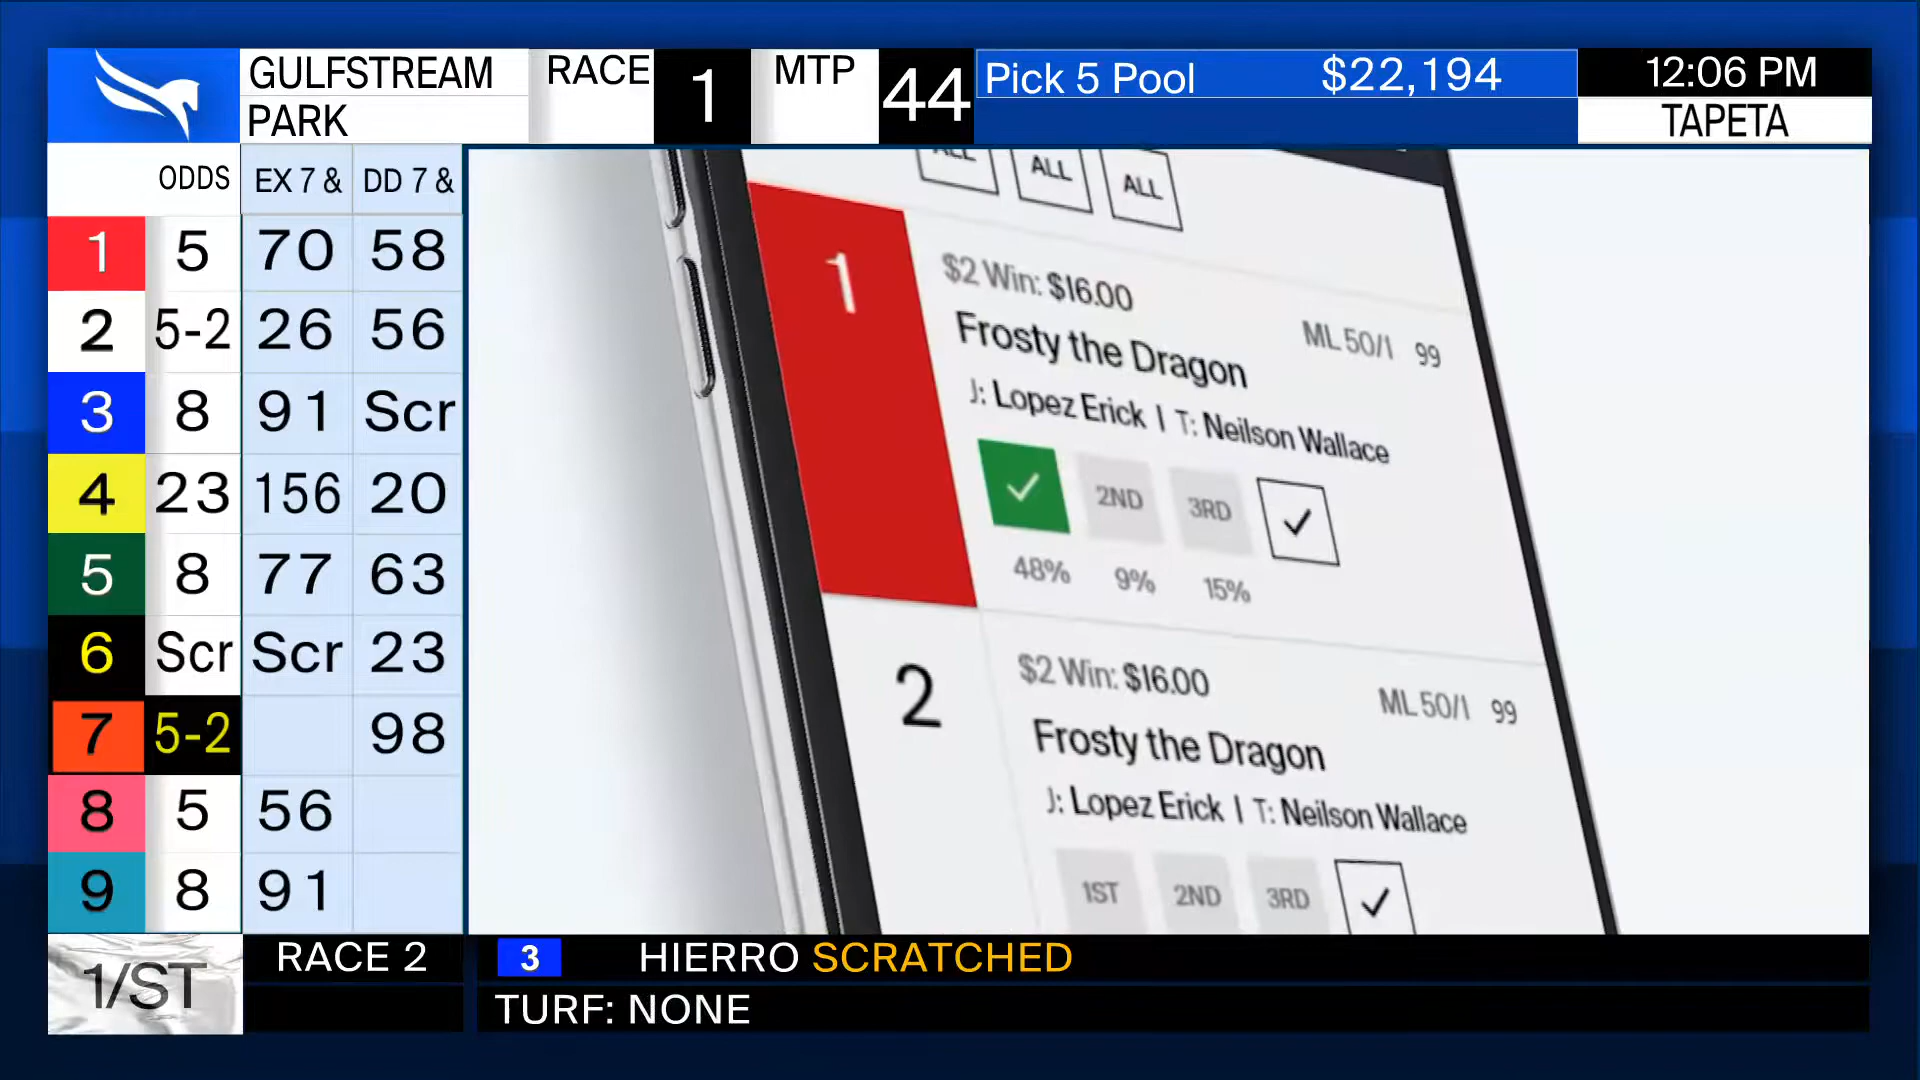 GULFSTREAM PARK
RACE 1 MTP 44
Pick 5 Pool $22,194
12:06 PM
TAPETA
ODDS EX 7 & DD 7 &
1 5 70 58
2 5-2 26 56
3 8 91 Scr
4 23 156 20
5 8 77 63
6 Scr Scr 23
7 5-2 98
8 5 56
9 8 91
ALL ALL ALL
1
$2 Win: $16.00
ML 50/1 99
Frosty the Dragon
J: Lopez Erick | T: Neilson Wallace
2ND 3RD
48% 9% 15%
2
$2 Win: $16.00
ML 50/1 99
Frosty the Dragon
J: Lopez Erick | T: Neilson Wallace
1ST 2ND 3RD
1/ST
RACE 2
3 HIERRO SCRATCHED
TURF: NONE